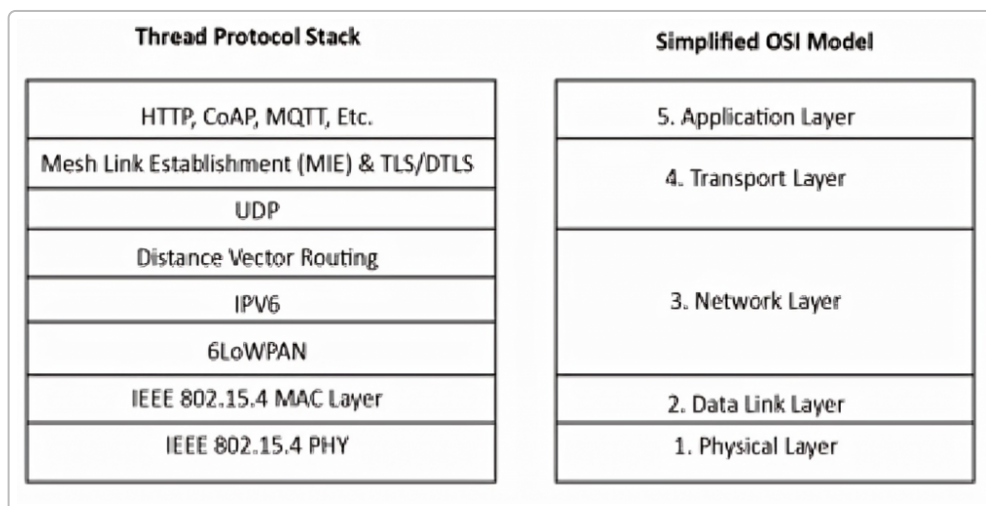 Thread Protocol Stack
HTTP, CoAP, MQTT, Etc.
Mesh Link Establishment (MIE) & TLS/DTLS
UDP
Distance Vector Routing
IPV6
6LoWPAN
IEEE 802.15.4 MAC Layer
IEEE 802.15.4 PHY
Simplified OSI Model
5. Application Layer
4. Transport Layer
3. Network Layer
2. Data Link Layer
1. Physical Layer